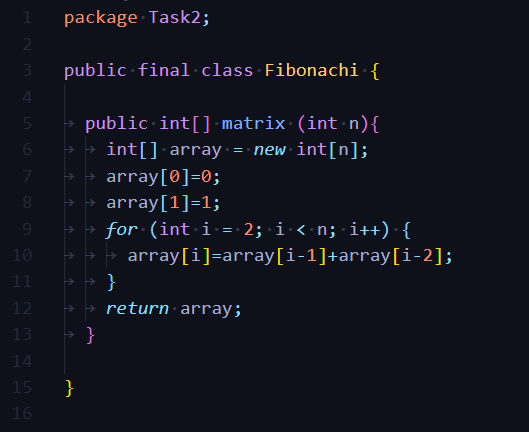 1 package Task2;
2
3 public final class Fibonachi {
4
5 public int[] matrix (int n){
6 int[] array = new int[n];
7 array[0]=0;
8 array[1]=1;
9 for (int i = 2; i < n; i++) {
10 array[i]=array[i-1]+array[i-2];
11 }
12 return array;
13 }
14
15 }
16